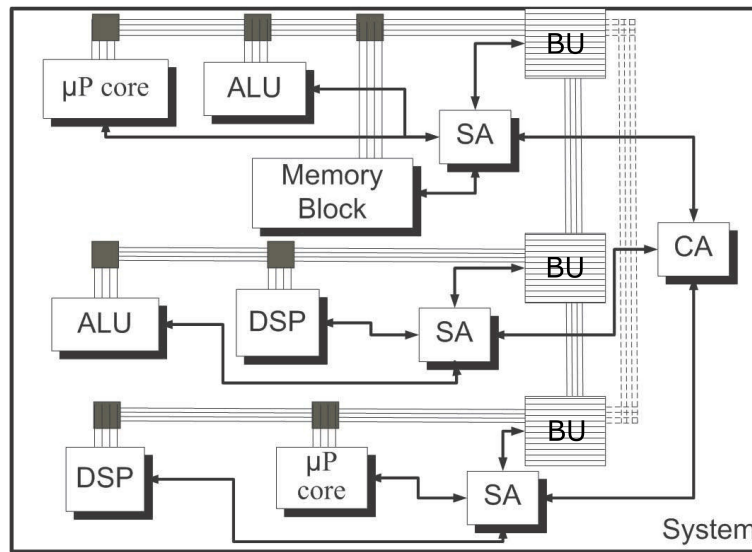 BU
µP core
ALU
SA
Memory
Block
BU
CA
ALU
DSP
SA
BU
DSP
µP
core
SA
System